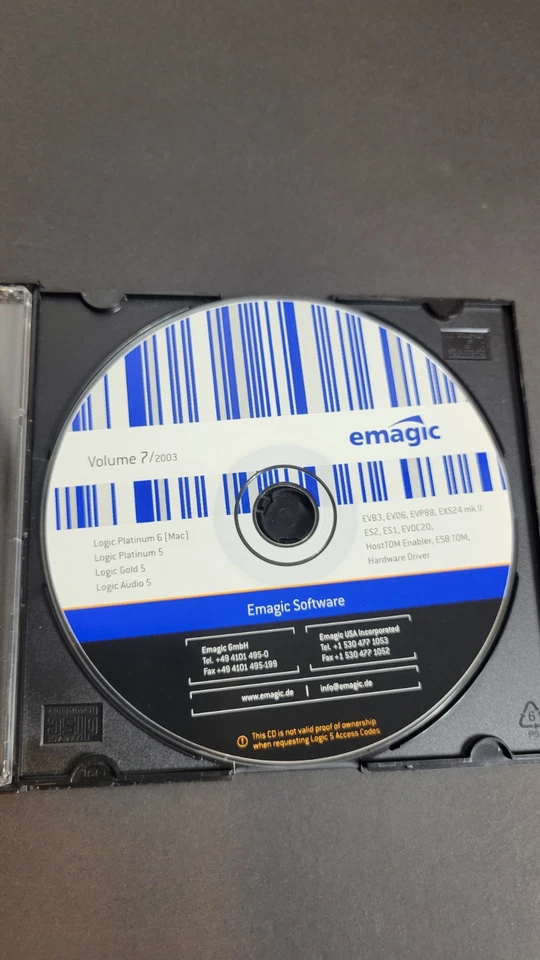 emagic
Volume 7/2003
Logic Platinum 6 [Mac]
Logic Platinum 5
Logic Gold 5
Logic Audio 5
EVB3, EVD6, EVP88, EXS24 mk II
ES2, ES1, EVOC20,
HostTDM Enabler, ESB TDM,
Hardware Driver
Emagic Software
Emagic GmbH
Tel. +49 4101 495-0
Fax +49 4101 495-199
Emagic USA Incorporated
Tel. +1 530 477 1053
Fax +1 530 477 1052
www.emagic.de | info@emagic.de
This CD is not valid proof of ownership
when requesting Logic 5 Access Codes